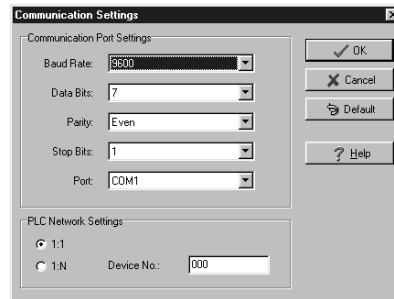 Communication Settings
Communication Port Settings
Baud Rate: 9600
Data Bits: 7
Parity: Even
Stop Bits: 1
Port: COM1
OK
Cancel
Default
? Help
PLC Network Settings
1:1
1:N Device No.: 000